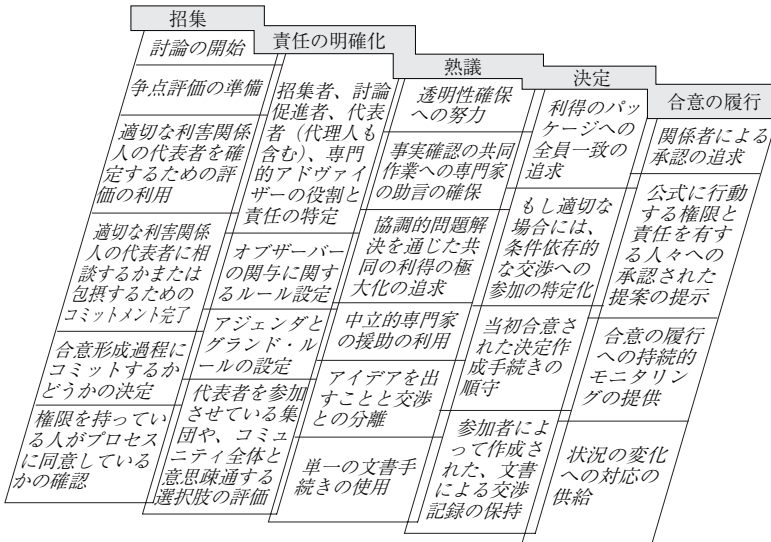 招集
討論の開始
争点評価の準備
適切な利害関係
人の代表者を確
定するための評
価の利用
適切な利害関係
人の代表者に相
談するかまたは
包摂するための
コミットメント完了
合意形成過程に
コミットするか
どうかの決定
権限を持ってい
る人がプロセス
に同意している
かの確認
責任の明確化
招集者、討論
促進者、代表
者（代理人も
含む）、専門
的アドヴァイ
ザーの役割と
責任の特定
オブザーバー
の関与に関す
るルール設定
アジェンダと
グランド・ル
ールの設定
代表者を参加
させている集
団や、コミュ
ニティ全体と
意思疎通する
選択肢の評価
熟議
透明性確保
への努力
事実確認の共同
作業への専門家
の助言の確保
協調的問題解
決を通じた共
同の利得の極
大化の追求
中立的専門家
の援助の利用
アイデアを出
すことと交渉
との分離
単一の文書手
続きの使用
決定
利得のパッ
ケージへの
全員一致の
追求
もし適切な
場合には、
条件依存的
な交渉への
参加の特定化
当初合意さ
れた決定作
成手続きの
順守
参加者によ
って作成さ
れた、文書
による交渉
記録の保持
合意の履行
関係者による
承認の追求
公式に行動
する権限と
責任を有す
る人々への
承認された
提案の提示
合意の履行
への持続的
モニタリン
グの提供
状況の変化
への対応の
供給